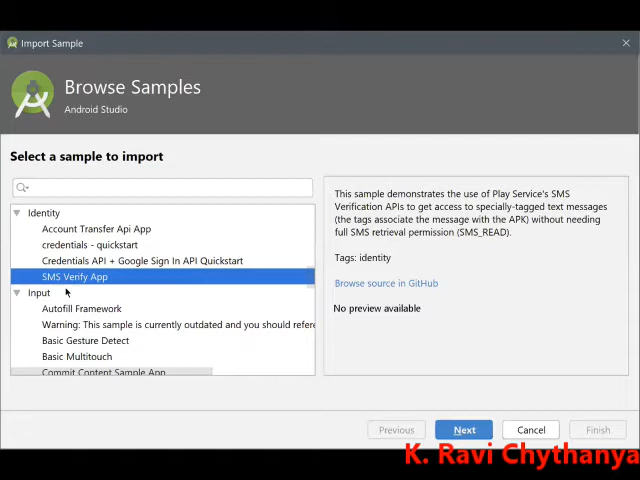 Import Sample
Browse Samples
Android Studio
Select a sample to import
Identity
Account Transfer Api App
credentials - quickstart
Credentials API + Google Sign In API Quickstart
SMS Verify App
Input
Autofill Framework
Warning: This sample is currently outdated and you should refere
Basic Gesture Detect
Basic Multitouch
Commit Content Sample App
This sample demonstrates the use of Play Service's SMS
Verification APIs to get access to specially-tagged text messages
(the tags associate the message with the APK) without needing
full SMS retrieval permission (SMS_READ).
Tags: identity
Browse source in GitHub
No preview available
Previous
Next
Cancel
Finish
K. Ravi Chythanya